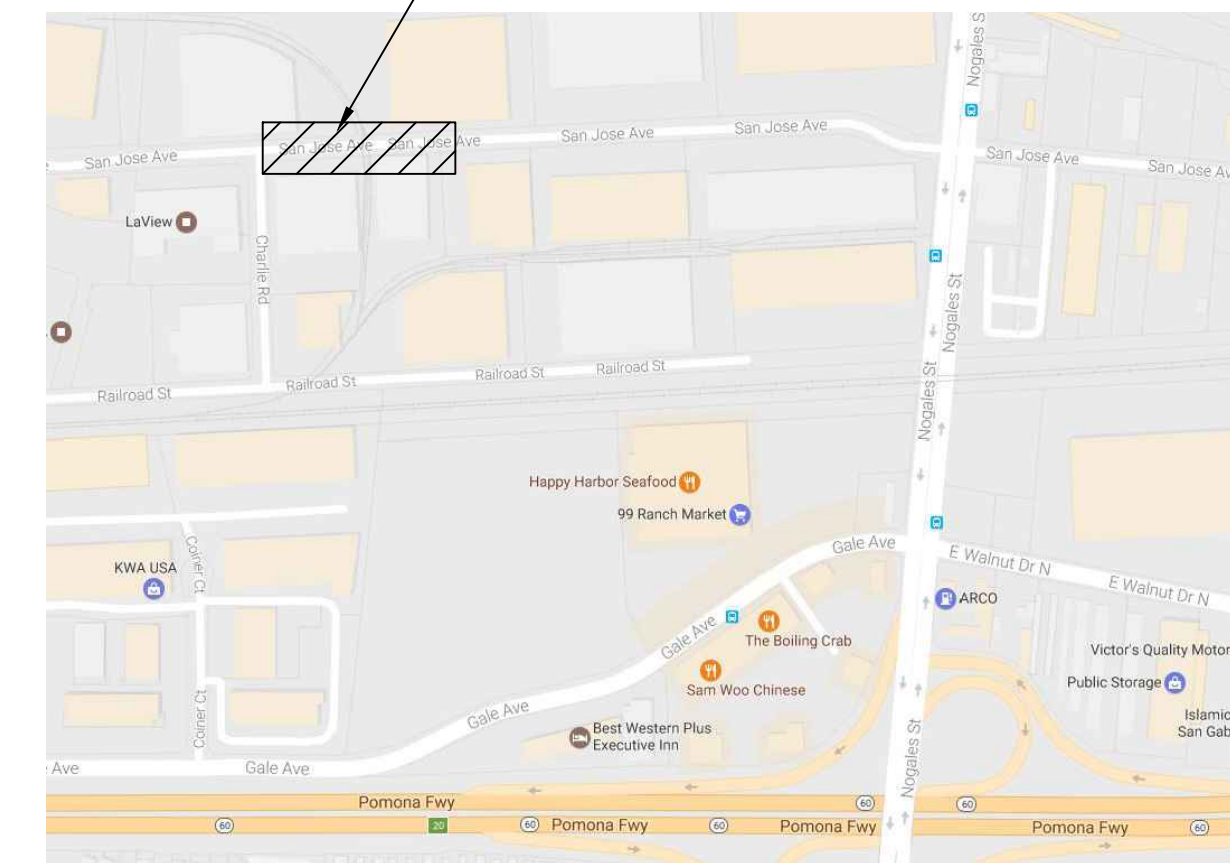 Nogales S
San Jose Ave
San Jose Ave
San Jose Ave
San Jose Ave
San Jose Ave
San Jose Ave
San Jose Av
LaView
Charlie Rd
Nogales St
Railroad St
Railroad St
Railroad St
Railroad St
Nogales St
Happy Harbor Seafood
99 Ranch Market
Gale Ave
E Walnut Dr N
E Walnut Dr N
Coiner Ct
KWA USA
ARCO
Gale Ave
The Boiling Crab
Victor's Quality Motor
Sam Woo Chinese
Public Storage
Coiner Ct
Gale Ave
Islamic
San Gab
Best Western Plus
Executive Inn
Nogales St
Ave
Gale Ave
Pomona Fwy
60
60
60
20
60
Pomona Fwy
60
Pomona Fwy
Pomona Fwy
60